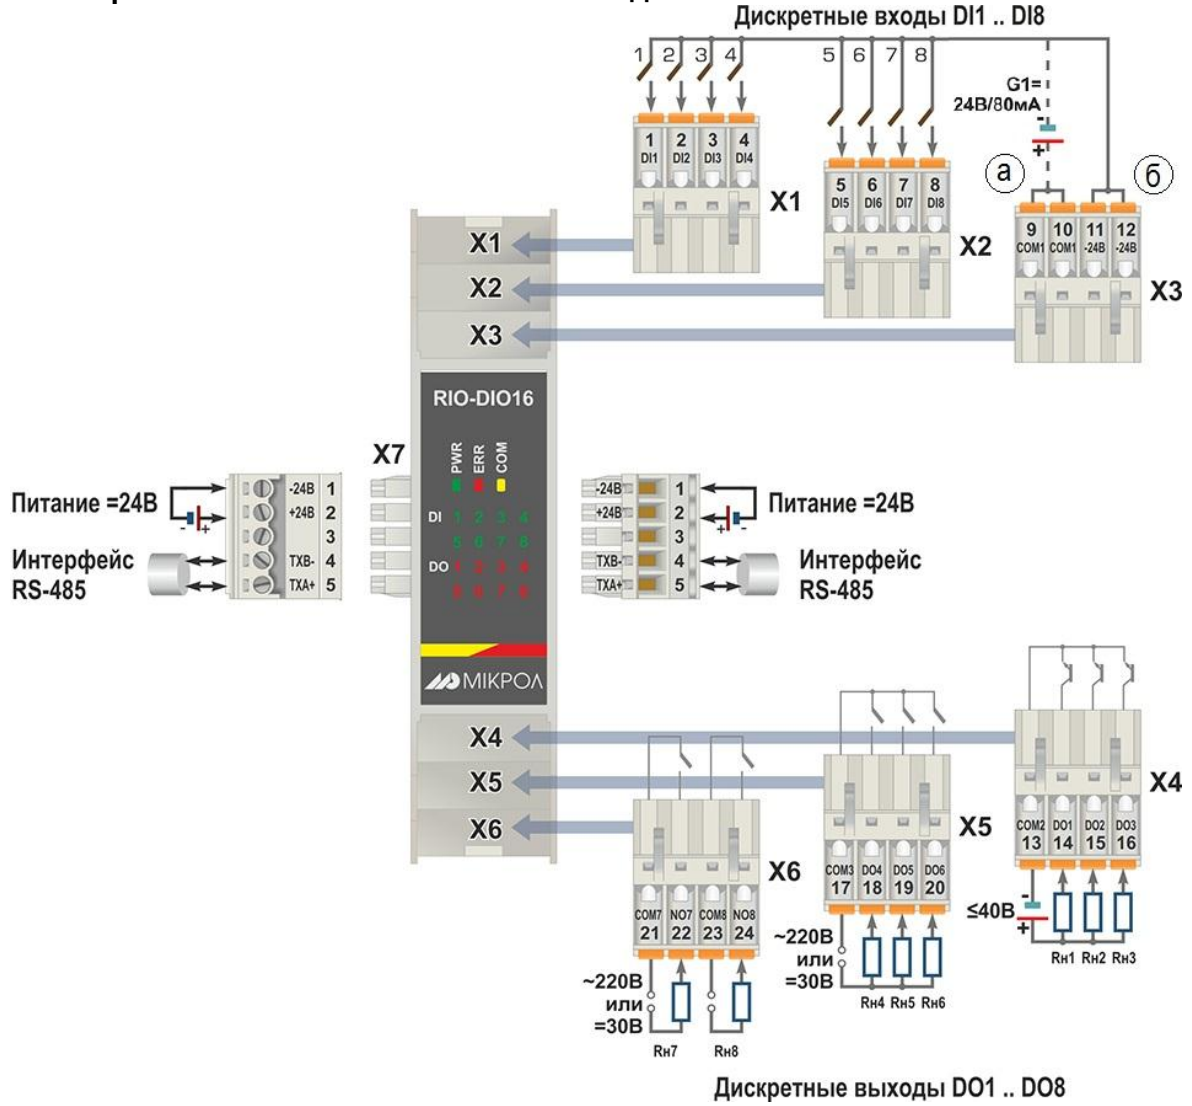 Дискретные входы DI1 .. DI8
1 2 3 4
5 6 7 8
G1=
24В/80мА
-
+
а
б
1 2 3 4
DI1 DI2 DI3 DI4
X1
5 6 7 8
DI5 DI6 DI7 DI8
X2
9 10 11 12
COM1 COM1 -24В -24В
X3
X1
X2
X3
RIO-DIO16
PWR ERR COM
DI 1 2 3 4
5 6 7 8
DO 1 2 3 4
5 6 7 8
МІКРОЛ
X7
Питание =24В
- +
Интерфейс
RS-485
-24В 1
+24В 2
3
TXB- 4
TXA+ 5
-24В 1
+24В 2
3
TXB- 4
TXA+ 5
Питание =24В
+ -
Интерфейс
RS-485
X4
X5
X6
X4
COM2 DO1 DO2 DO3
13 14 15 16
≤40В
-
+
Rн1 Rн2 Rн3
X5
COM3 DO4 DO5 DO6
17 18 19 20
~220В
или
=30В
Rн4 Rн5 Rн6
X6
COM7 NO7 COM8 NO8
21 22 23 24
~220В
или
=30В
Rн7 Rн8
Дискретные выходы DO1 .. DO8